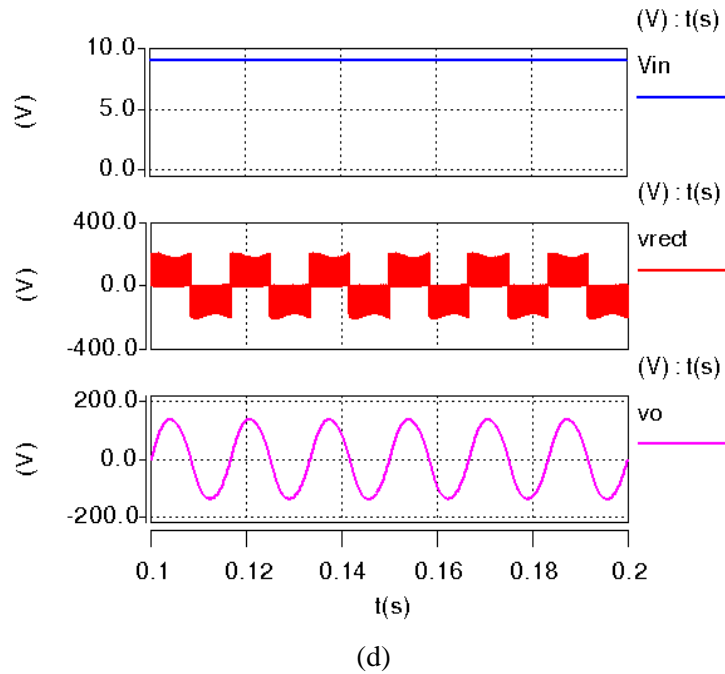 (V) : t(s)
10.0
Vin
(V)
5.0
0.0
(V) : t(s)
400.0
vrect
(V)
0.0
-400.0
(V) : t(s)
200.0
vo
(V)
0.0
-200.0
0.1 0.12 0.14 0.16 0.18 0.2
t(s)
(d)